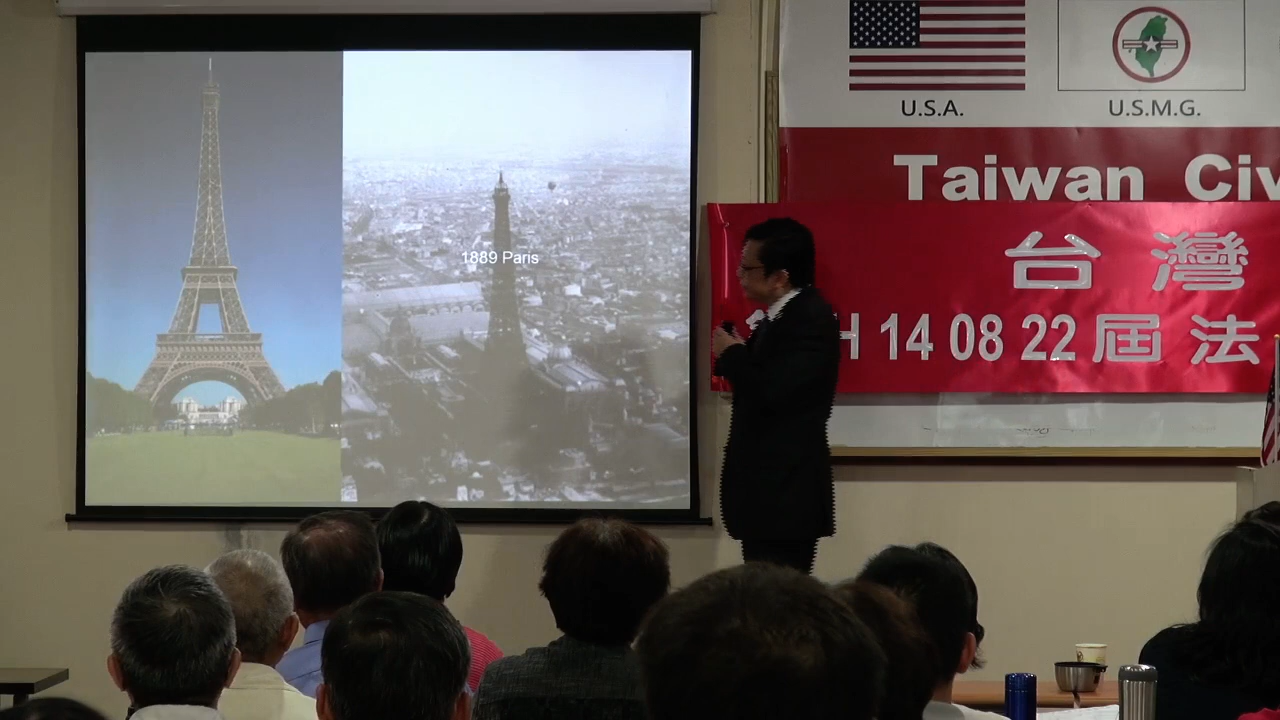 1889 Paris
U.S.A.
U.S.M.G.
Taiwan Civ
台灣
H 14 08 22 屆法